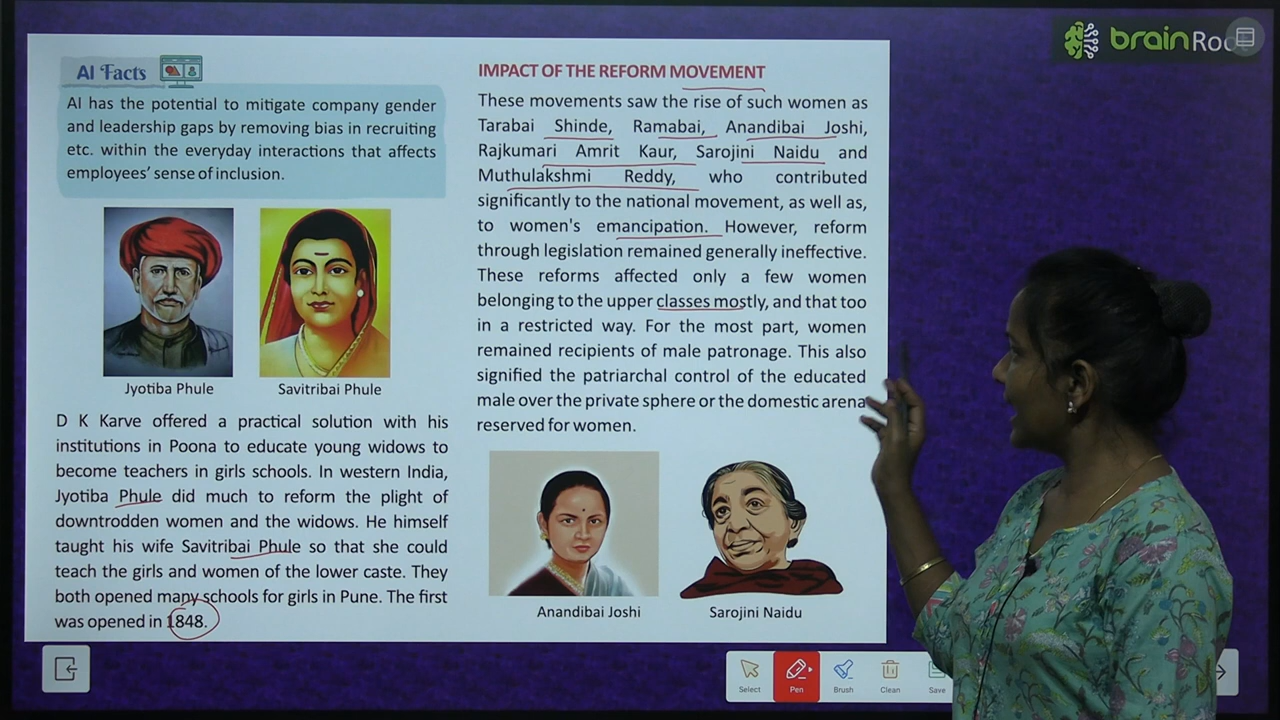 brainRoo
AI Facts
AI has the potential to mitigate company gender
and leadership gaps by removing bias in recruiting
etc. within the everyday interactions that affects
employees' sense of inclusion.
Jyotiba Phule
Savitribai Phule
D K Karve offered a practical solution with his
institutions in Poona to educate young widows to
become teachers in girls schools. In western India,
Jyotiba Phule did much to reform the plight of
downtrodden women and the widows. He himself
taught his wife Savitribai Phule so that she could
teach the girls and women of the lower caste. They
both opened many schools for girls in Pune. The first
was opened in 1848.
IMPACT OF THE REFORM MOVEMENT
These movements saw the rise of such women as
Tarabai Shinde, Ramabai, Anandibai Joshi,
Rajkumari Amrit Kaur, Sarojini Naidu and
Muthulakshmi Reddy, who contributed
significantly to the national movement, as well as,
to women's emancipation. However, reform
through legislation remained generally ineffective.
These reforms affected only a few women
belonging to the upper classes mostly, and that too
in a restricted way. For the most part, women
remained recipients of male patronage. This also
signified the patriarchal control of the educated
male over the private sphere or the domestic arena
reserved for women.
Anandibai Joshi
Sarojini Naidu
Select
Pen
Brush
Clean
Save